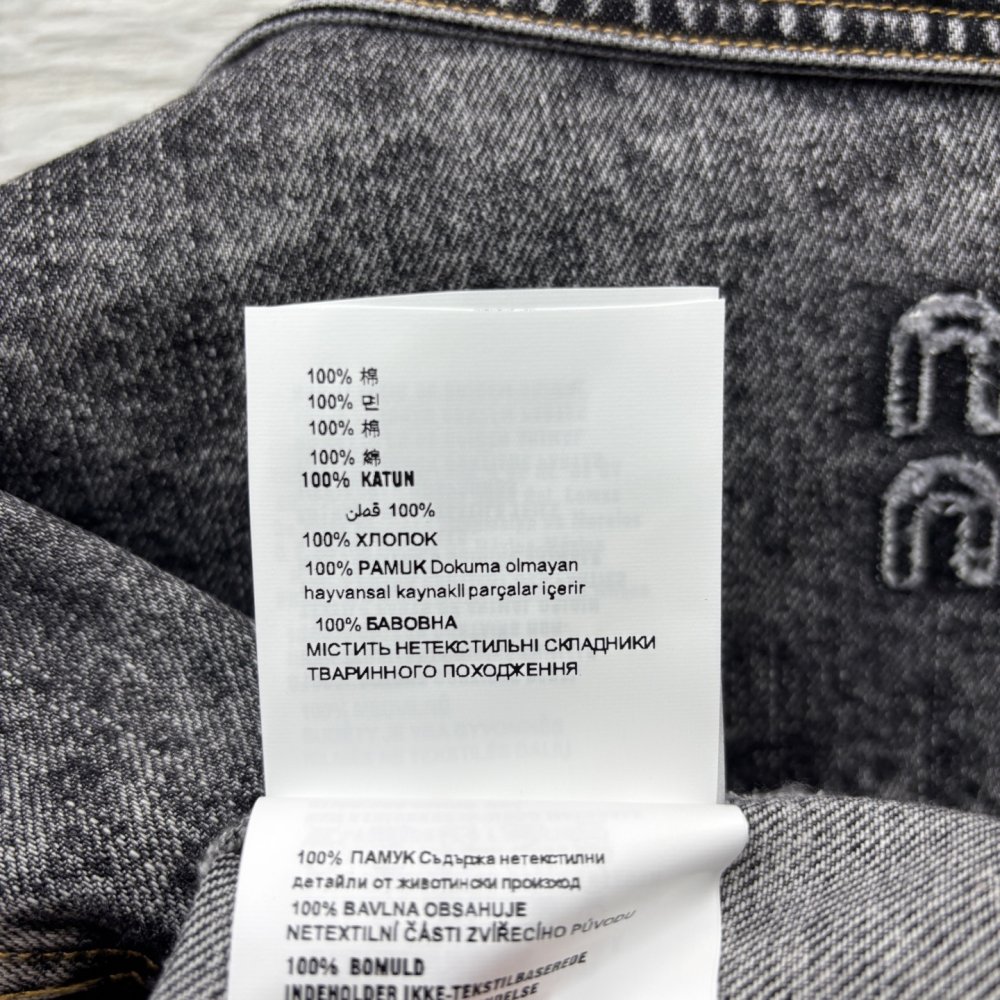 100% 棉
100% 면
100% 棉
100% 綿
100% KATUN
100% قطن
100% ХЛОПОК
100% PAMUK Dokuma olmayan
hayvansal kaynaklı parçalar içerir
100% БАВОВНА
МІСТИТЬ НЕТЕКСТИЛЬНІ СКЛАДНИКИ
ТВАРИННОГО ПОХОДЖЕННЯ
100% ПАМУК Съдържа нетекстилни
детайли от животински произход
100% BAVLNA OBSAHUJE
NETEXTILNÍ ČÁSTI ZVÍŘECÍHO PŮVODU
100% BOMULD
INDEHOLDER IKKE-TEKSTILBASEREDE